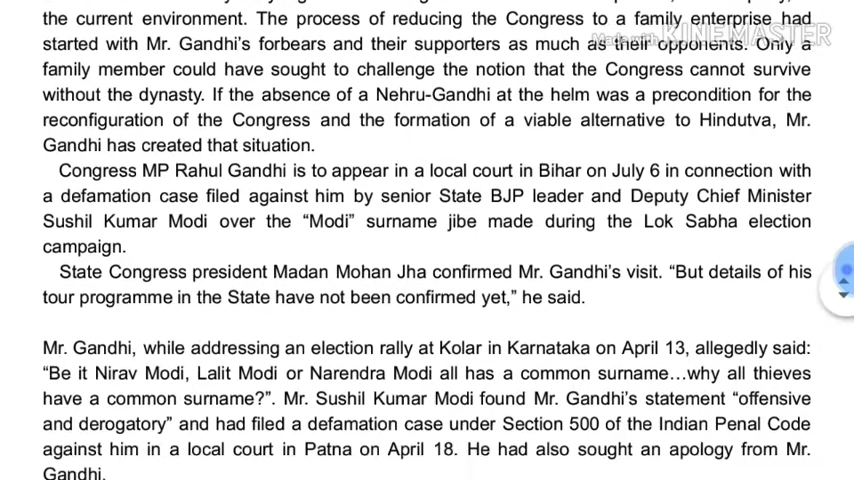 the current environment. The process of reducing the Congress to a family enterprise had
Made with KINEMASTER
started with Mr. Gandhi's forbears and their supporters as much as their opponents. Only a
family member could have sought to challenge the notion that the Congress cannot survive
without the dynasty. If the absence of a Nehru-Gandhi at the helm was a precondition for the
reconfiguration of the Congress and the formation of a viable alternative to Hindutva, Mr.
Gandhi has created that situation.
Congress MP Rahul Gandhi is to appear in a local court in Bihar on July 6 in connection with
a defamation case filed against him by senior State BJP leader and Deputy Chief Minister
Sushil Kumar Modi over the “Modi” surname jibe made during the Lok Sabha election
campaign.
State Congress president Madan Mohan Jha confirmed Mr. Gandhi's visit. “But details of his
tour programme in the State have not been confirmed yet,” he said.
Mr. Gandhi, while addressing an election rally at Kolar in Karnataka on April 13, allegedly said:
“Be it Nirav Modi, Lalit Modi or Narendra Modi all has a common surname…why all thieves
have a common surname?”. Mr. Sushil Kumar Modi found Mr. Gandhi's statement “offensive
and derogatory” and had filed a defamation case under Section 500 of the Indian Penal Code
against him in a local court in Patna on April 18. He had also sought an apology from Mr.
Gandhi.